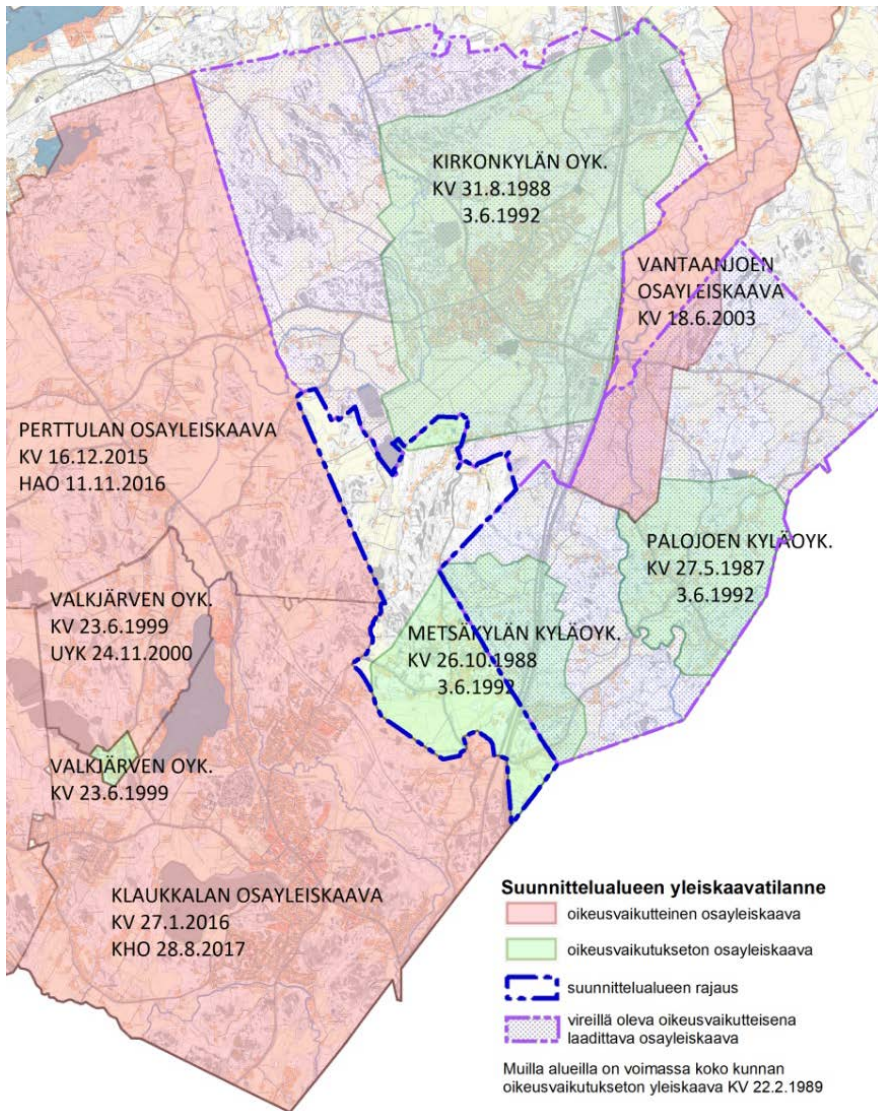 KIRKONKYLÄN OYK.
KV 31.8.1988
3.6.1992
VANTAANJOEN
OSAYLEISKAAVA
KV 18.6.2003
PERTTULAN OSAYLEISKAAVA
KV 16.12.2015
HAO 11.11.2016
PALOJOEN KYLÄOYK.
KV 27.5.1987
3.6.1992
VALKJÄRVEN OYK.
KV 23.6.1999
UYK 24.11.2000
METSÄKYLÄN KYLÄOYK.
KV 26.10.1988
3.6.1992
VALKJÄRVEN OYK.
KV 23.6.1999
KLAUKKALAN OSAYLEISKAAVA
KV 27.1.2016
KHO 28.8.2017
Suunnittelualueen yleiskaavatilanne
oikeusvaikutteinen osayleiskaava
oikeusvaikutukseton osayleiskaava
suunnittelualueen rajaus
vireillä oleva oikeusvaikutteisena
laadittava osayleiskaava
Muilla alueilla on voimassa koko kunnan
oikeusvaikutukseton yleiskaava KV 22.2.1989